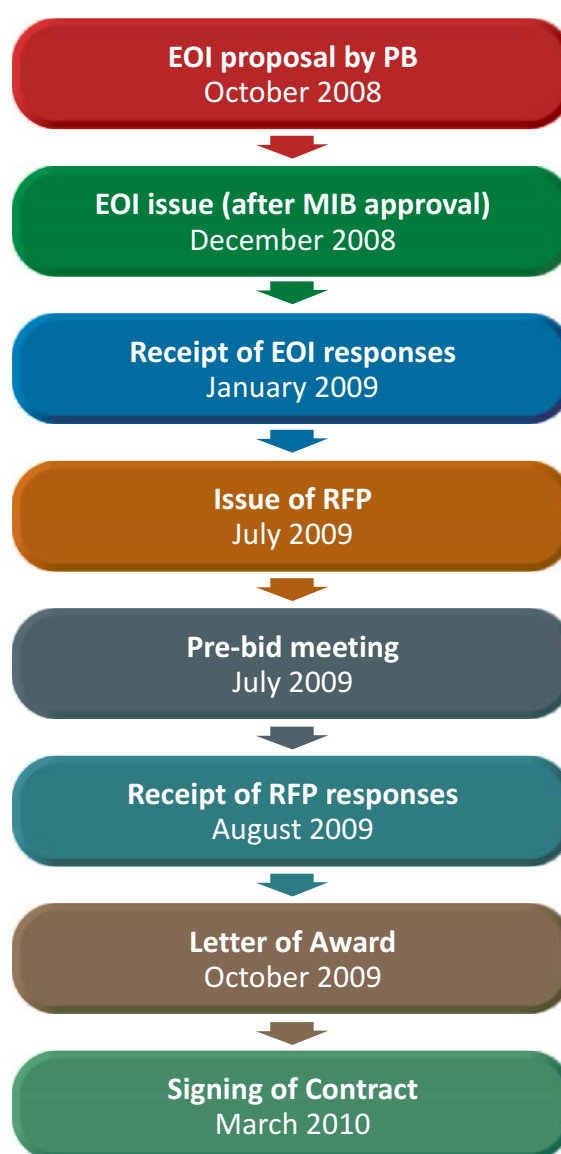 EOI proposal by PB
October 2008
EOI issue (after MIB approval)
December 2008
Receipt of EOI responses
January 2009
Issue of RFP
July 2009
Pre-bid meeting
July 2009
Receipt of RFP responses
August 2009
Letter of Award
October 2009
Signing of Contract
March 2010